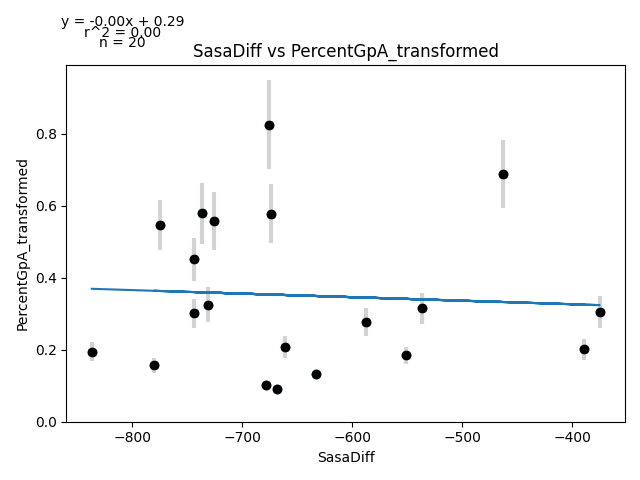 y = -0.00x + 0.29
r^2 = 0.00
n = 20
SasaDiff vs PercentGpA_transformed
PercentGpA_transformed
0.8
0.6
0.4
0.2
0.0
−800
−700
−600
−500
−400
SasaDiff